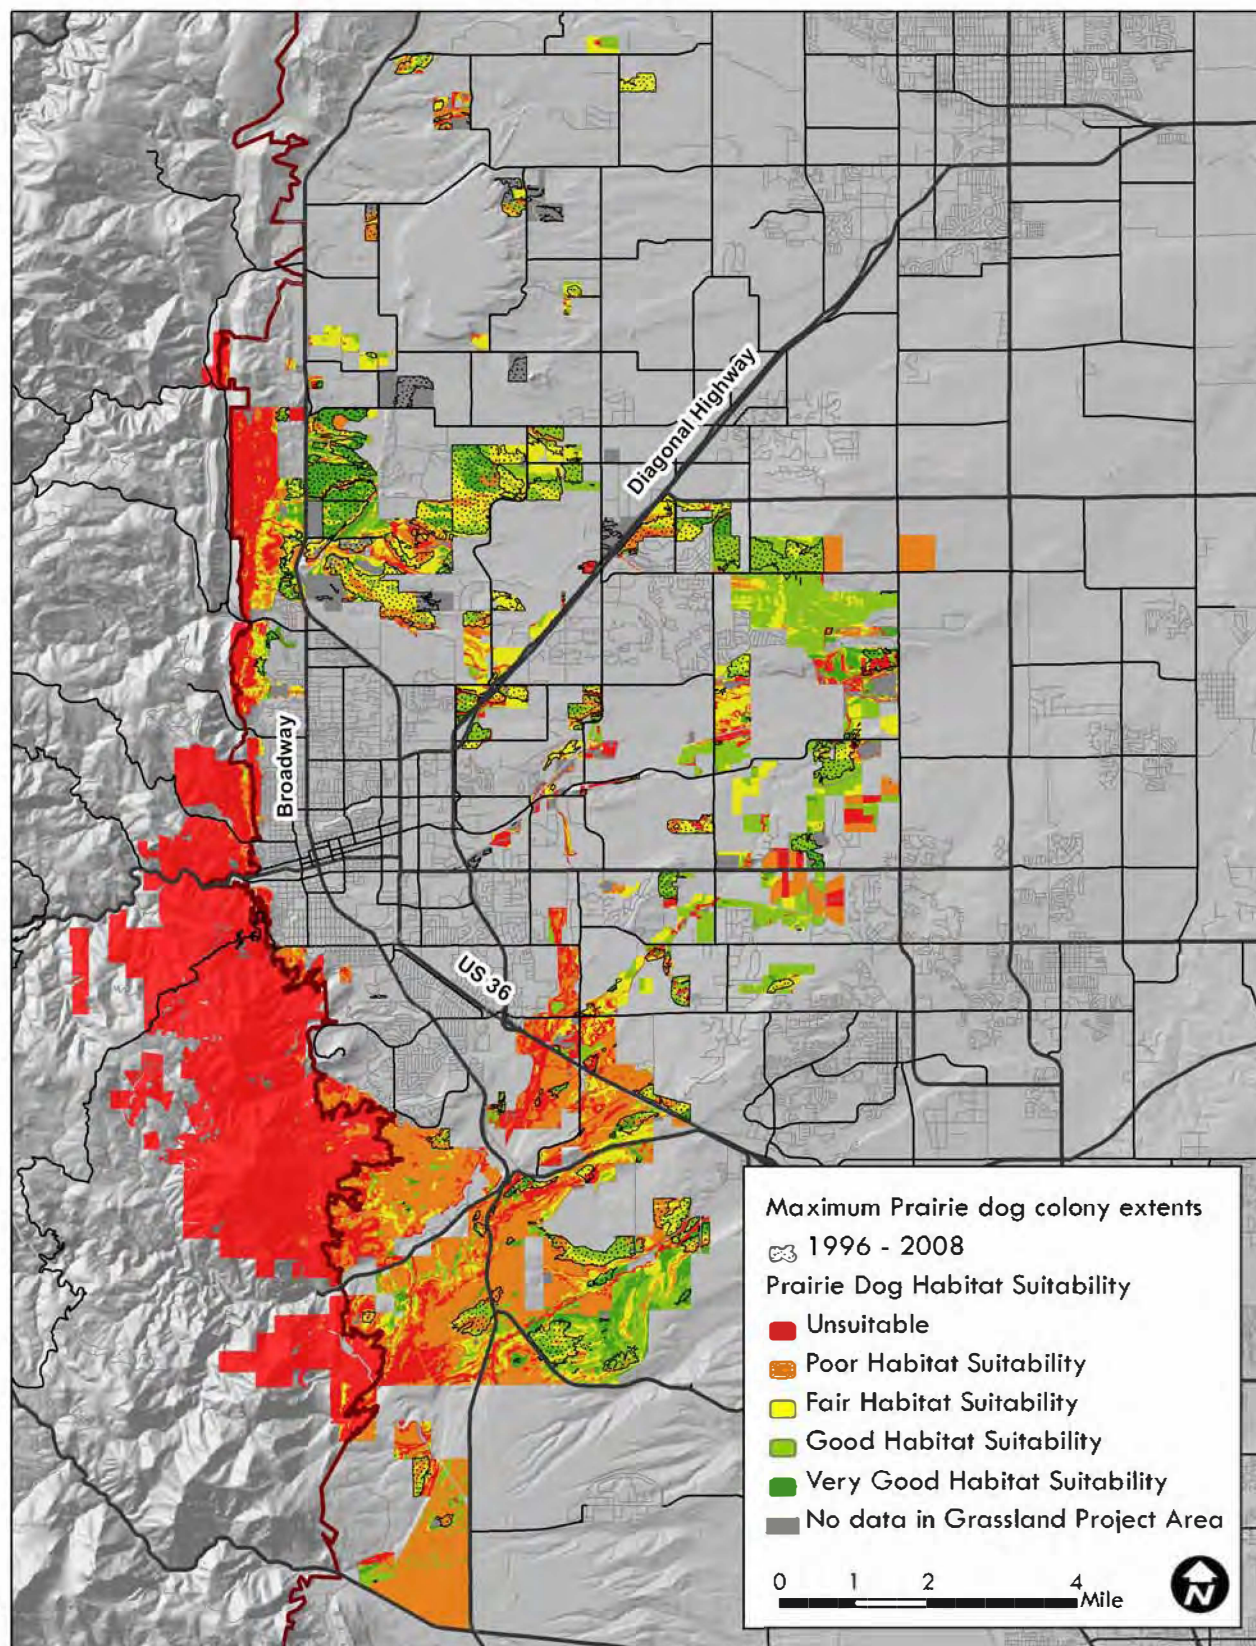 Diagonal Highway
Broadway
US 36
Maximum Prairie dog colony extents
1996 - 2008
Prairie Dog Habitat Suitability
Unsuitable
Poor Habitat Suitability
Fair Habitat Suitability
Good Habitat Suitability
Very Good Habitat Suitability
No data in Grassland Project Area
0 1 2 4
Mile
N